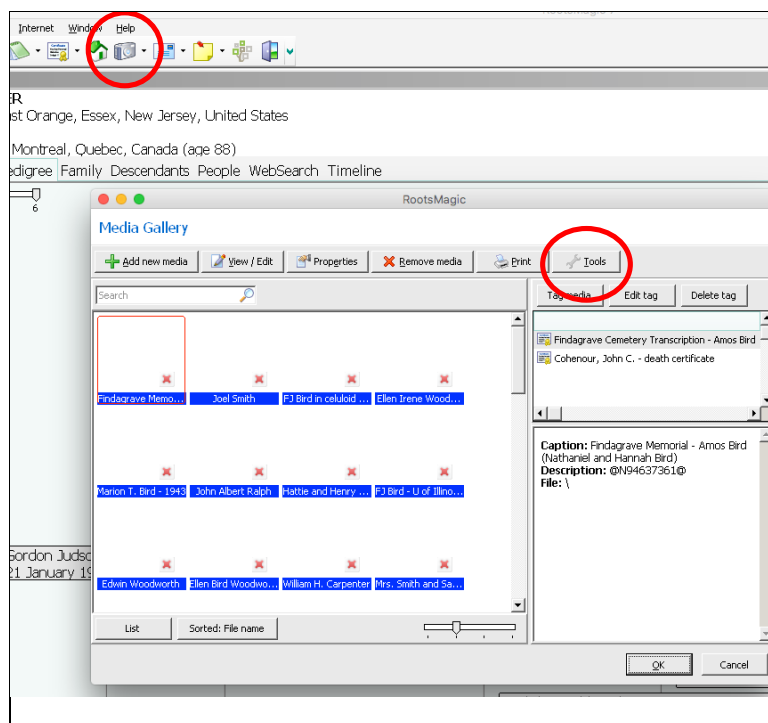 Internet Window Help
ER
st Orange, Essex, New Jersey, United States
Montreal, Quebec, Canada (age 88)
edigree Family Descendants People WebSearch Timeline
6
RootsMagic
Media Gallery
Add new media View / Edit Properties Remove media Print Tools
Search
Tag media Edit tag Delete tag
Findagrave Cemetery Transcription - Amos Bird
Cohenour, John C. - death certificate
Findagrave Memo... Joel Smith FJ Bird in celuloid ... Ellen Irene Wood...
Marion T. Bird - 1943 John Albert Ralph Hattie and Henry ... FJ Bird - U of Illino...
Edwin Woodworth Ellen Bird Woodwo... William H. Carpenter Mrs. Smith and Sa...
Caption: Findagrave Memorial - Amos Bird
(Nathaniel and Hannah Bird)
Description: @N94637361@
File: \
Gordon Judsc
21 January 19
List Sorted: File name
OK Cancel